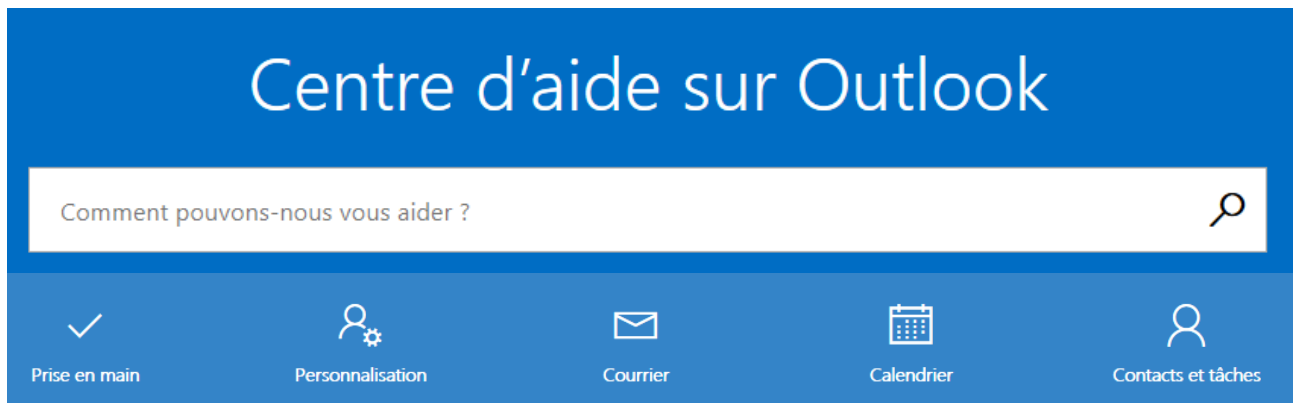 Centre d’aide sur Outlook
Comment pouvons-nous vous aider ?
Prise en main
Personnalisation
Courrier
Calendrier
Contacts et tâches